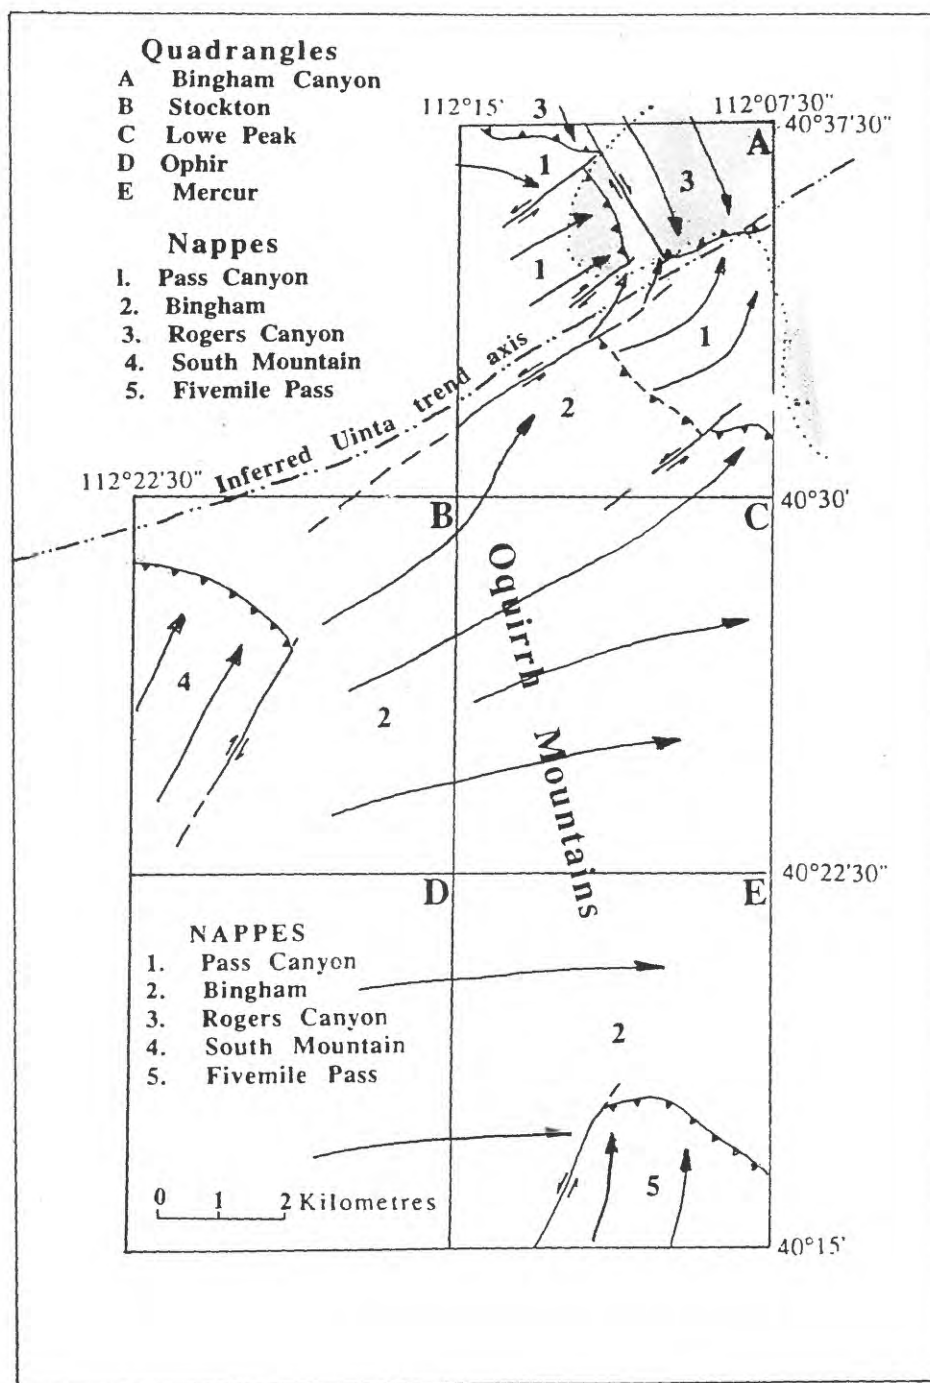 Quadrangles
A Bingham Canyon
B Stockton
C Lowe Peak
D Ophir
E Mercur
Nappes
1. Pass Canyon
2. Bingham
3. Rogers Canyon
4. South Mountain
5. Fivemile Pass
112°15'
3
112°07'30"
40°37'30"
A
1
3
1
1
Inferred Uinta trend axis
2
112°22'30"
40°30'
B
C
Oquirrh
4
2
Mountains
40°22'30"
D
E
NAPPES
1. Pass Canyon
2. Bingham
3. Rogers Canyon
4. South Mountain
5. Fivemile Pass
2
5
0 1 2 Kilometres
40°15'